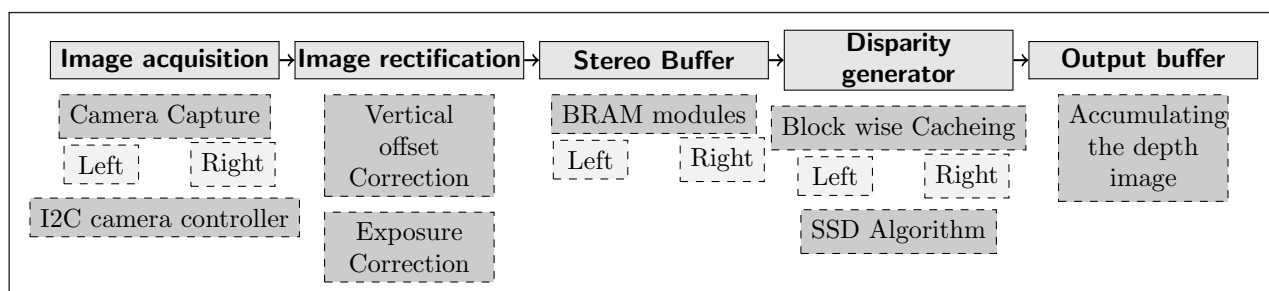 Image acquisition
Image rectification
Stereo Buffer
Disparity
generator
Output buffer
Camera Capture
Left
Right
I2C camera controller
Vertical
offset
Correction
Exposure
Correction
BRAM modules
Left
Right
Block wise Cacheing
Left
Right
SSD Algorithm
Accumulating
the depth
image